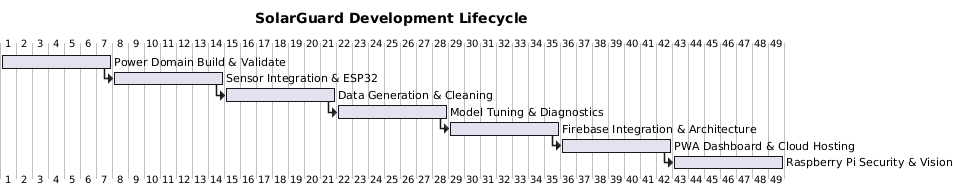 SolarGuard Development Lifecycle
1 2 3 4 5 6 7 8 9 10 11 12 13 14 15 16 17 18 19 20 21 22 23 24 25 26 27 28 29 30 31 32 33 34 35 36 37 38 39 40 41 42 43 44 45 46 47 48 49
Power Domain Build & Validate
Sensor Integration & ESP32
Data Generation & Cleaning
Model Tuning & Diagnostics
Firebase Integration & Architecture
PWA Dashboard & Cloud Hosting
Raspberry Pi Security & Vision
1 2 3 4 5 6 7 8 9 10 11 12 13 14 15 16 17 18 19 20 21 22 23 24 25 26 27 28 29 30 31 32 33 34 35 36 37 38 39 40 41 42 43 44 45 46 47 48 49